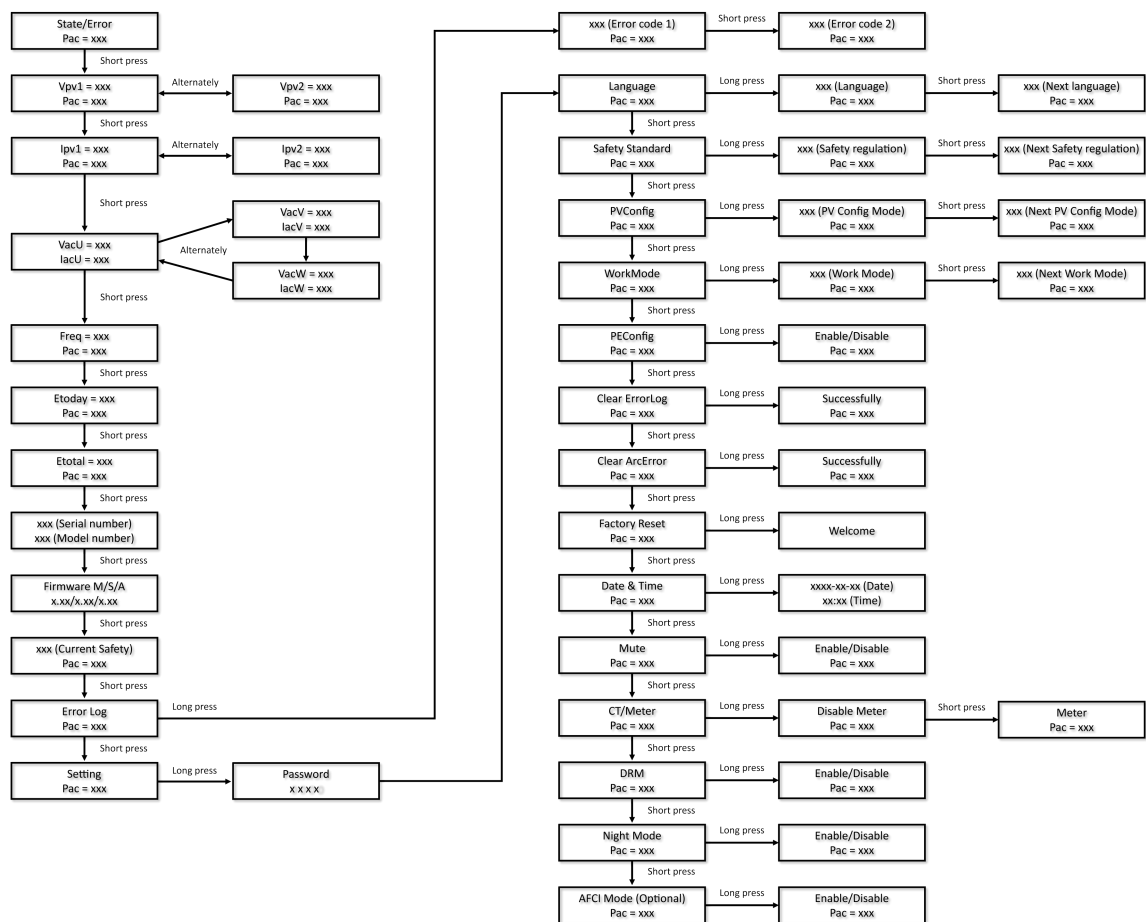 State/Error
Pac = xxx
Short press
Vpv1 = xxx
Pac = xxx
Alternately
Vpv2 = xxx
Pac = xxx
Short press
Ipv1 = xxx
Pac = xxx
Alternately
Ipv2 = xxx
Pac = xxx
Short press
VacU = xxx
IacU = xxx
Alternately
VacV = xxx
IacV = xxx
VacW = xxx
IacW = xxx
Short press
Freq = xxx
Pac = xxx
Short press
Etoday = xxx
Pac = xxx
Short press
Etotal = xxx
Pac = xxx
Short press
xxx (Serial number)
xxx (Model number)
Short press
Firmware M/S/A
x.xx/x.xx/x.xx
Short press
xxx (Current Safety)
Pac = xxx
Short press
Error Log
Pac = xxx
Long press
Short press
Setting
Pac = xxx
Long press
Password
x x x x
xxx (Error code 1)
Pac = xxx
Short press
xxx (Error code 2)
Pac = xxx
Language
Pac = xxx
Long press
xxx (Language)
Pac = xxx
Short press
xxx (Next language)
Pac = xxx
Short press
Safety Standard
Pac = xxx
Long press
xxx (Safety regulation)
Pac = xxx
Short press
xxx (Next Safety regulation)
Pac = xxx
Short press
PVConfig
Pac = xxx
Long press
xxx (PV Config Mode)
Pac = xxx
Short press
xxx (Next PV Config Mode)
Pac = xxx
Short press
WorkMode
Pac = xxx
Long press
xxx (Work Mode)
Pac = xxx
Short press
xxx (Next Work Mode)
Pac = xxx
Short press
PEConfig
Pac = xxx
Long press
Enable/Disable
Pac = xxx
Short press
Clear ErrorLog
Pac = xxx
Long press
Successfully
Pac = xxx
Short press
Clear ArcError
Pac = xxx
Long press
Successfully
Pac = xxx
Short press
Factory Reset
Pac = xxx
Long press
Welcome
Short press
Date & Time
Pac = xxx
Long press
xxxx-xx-xx (Date)
xx:xx (Time)
Short press
Mute
Pac = xxx
Long press
Enable/Disable
Pac = xxx
Short press
CT/Meter
Pac = xxx
Long press
Disable Meter
Pac = xxx
Short press
Meter
Pac = xxx
Short press
DRM
Pac = xxx
Long press
Enable/Disable
Pac = xxx
Short press
Night Mode
Pac = xxx
Long press
Enable/Disable
Pac = xxx
Short press
AFCI Mode (Optional)
Pac = xxx
Long press
Enable/Disable
Pac = xxx